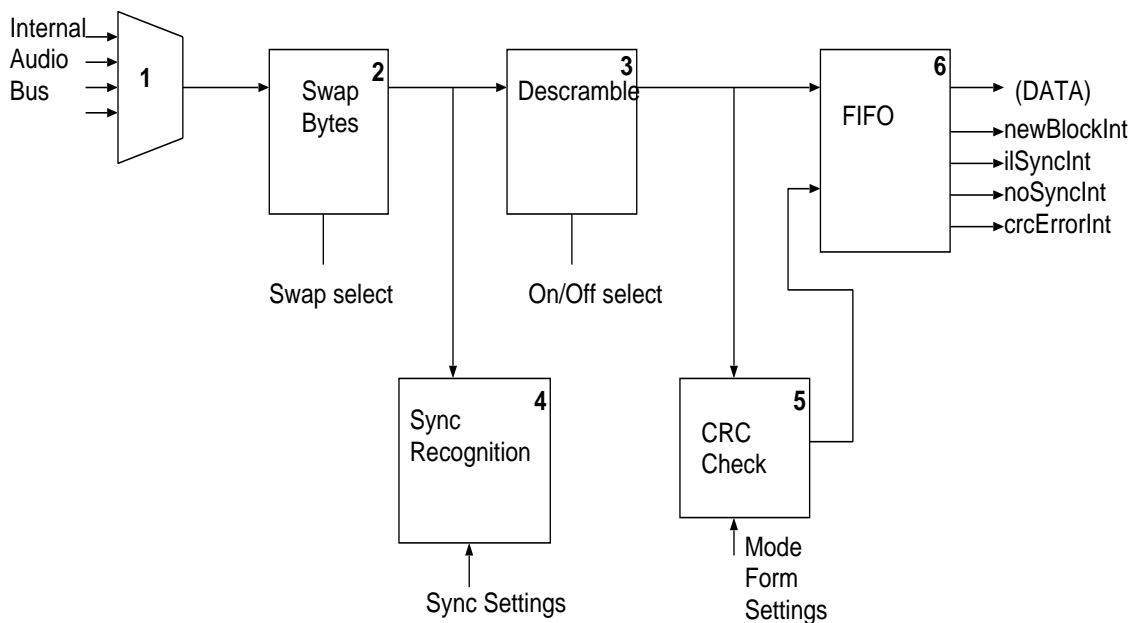 Internal
Audio
Bus
1
2
Swap
Bytes
Swap select
3
Descramble
On/Off select
6
FIFO
(DATA)
newBlockInt
ilSyncInt
noSyncInt
crcErrorInt
4
Sync
Recognition
Sync Settings
5
CRC
Check
Mode
Form
Settings